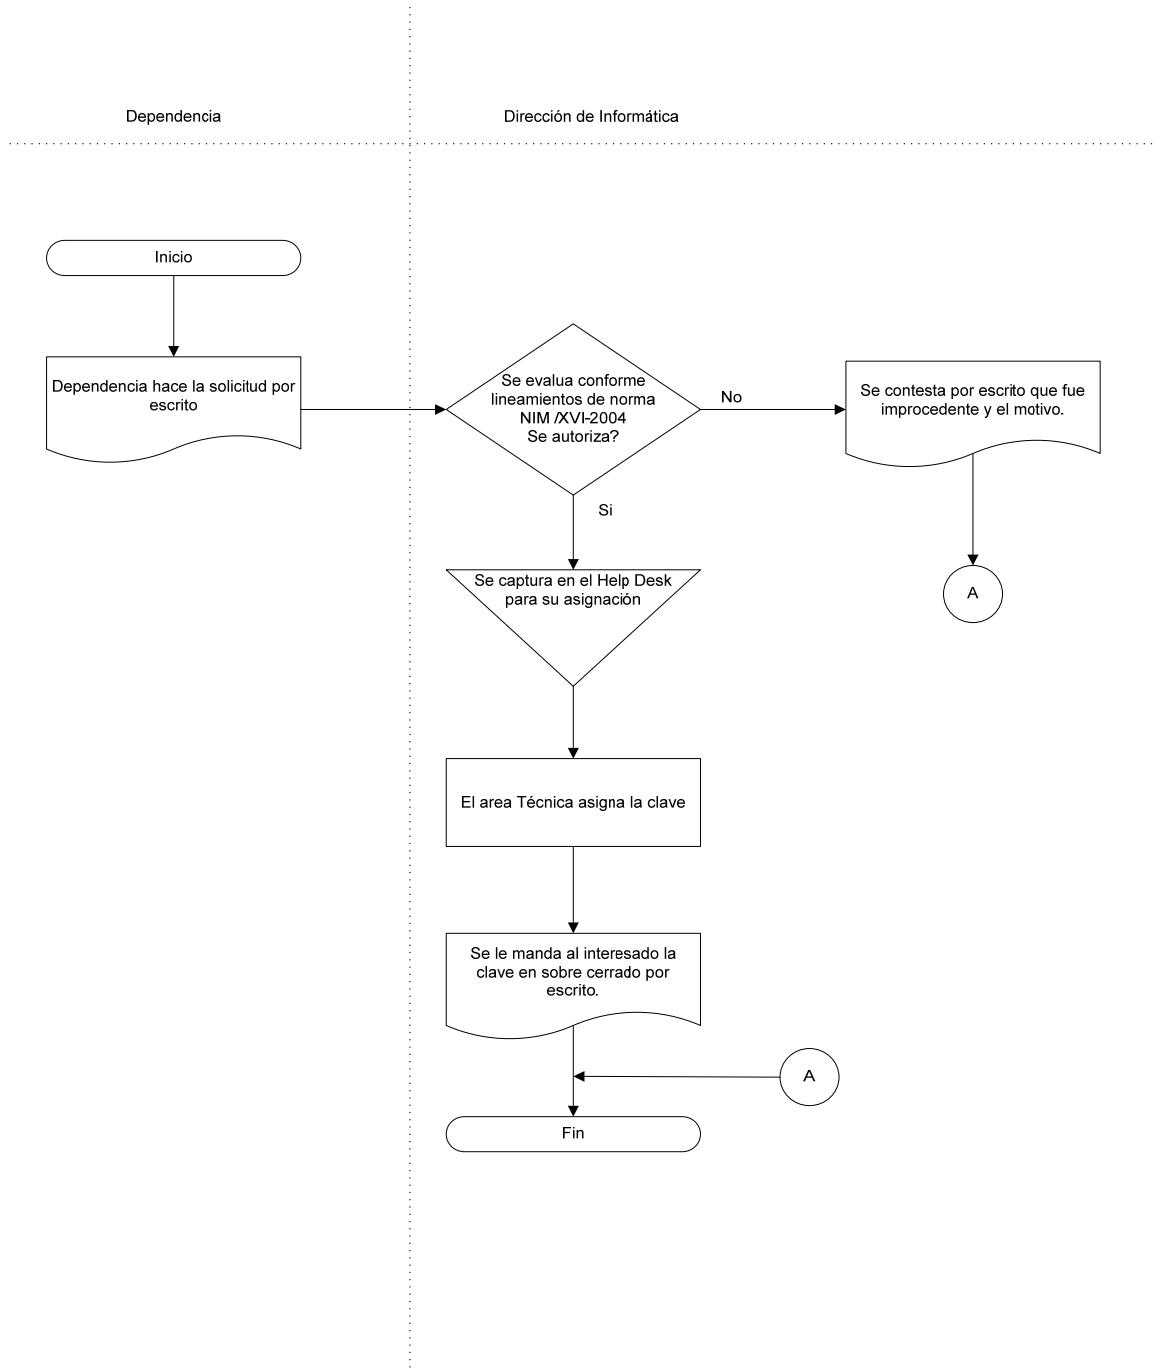 Dependencia
Dirección de Informática
Inicio
Dependencia hace la solicitud por
escrito
Se evalua conforme
lineamientos de norma
NIM /XVI-2004
Se autoriza?
No
Se contesta por escrito que fue
improcedente y el motivo.
Si
Se captura en el Help Desk
para su asignación
A
El area Técnica asigna la clave
Se le manda al interesado la
clave en sobre cerrado por
escrito.
A
Fin